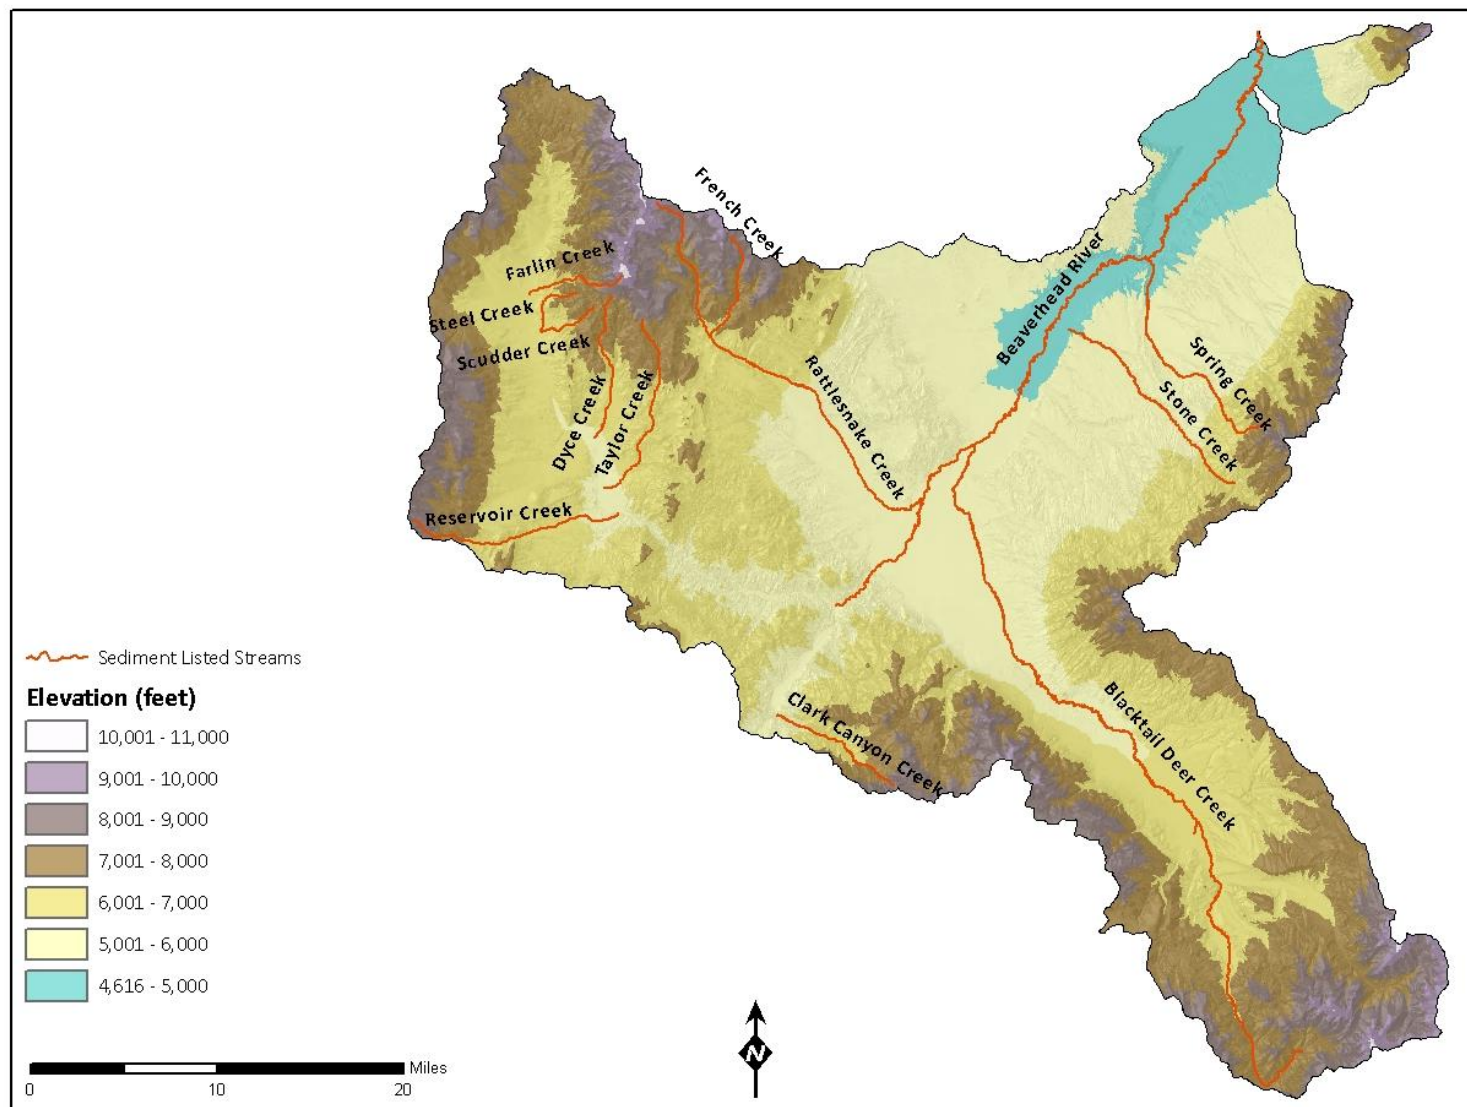 French Creek
Farlin Creek
Steel Creek
Scudder Creek
Dyce Creek
Taylor Creek
Reservoir Creek
Rattlesnake Creek
Beaverhead River
Spring Creek
Stone Creek
Clark Canyon Creek
Blacktail Deer Creek
Sediment Listed Streams
Elevation (feet)
10,001 - 11,000
9,001 - 10,000
8,001 - 9,000
7,001 - 8,000
6,001 - 7,000
5,001 - 6,000
4,616 - 5,000
N
Miles
0 10 20